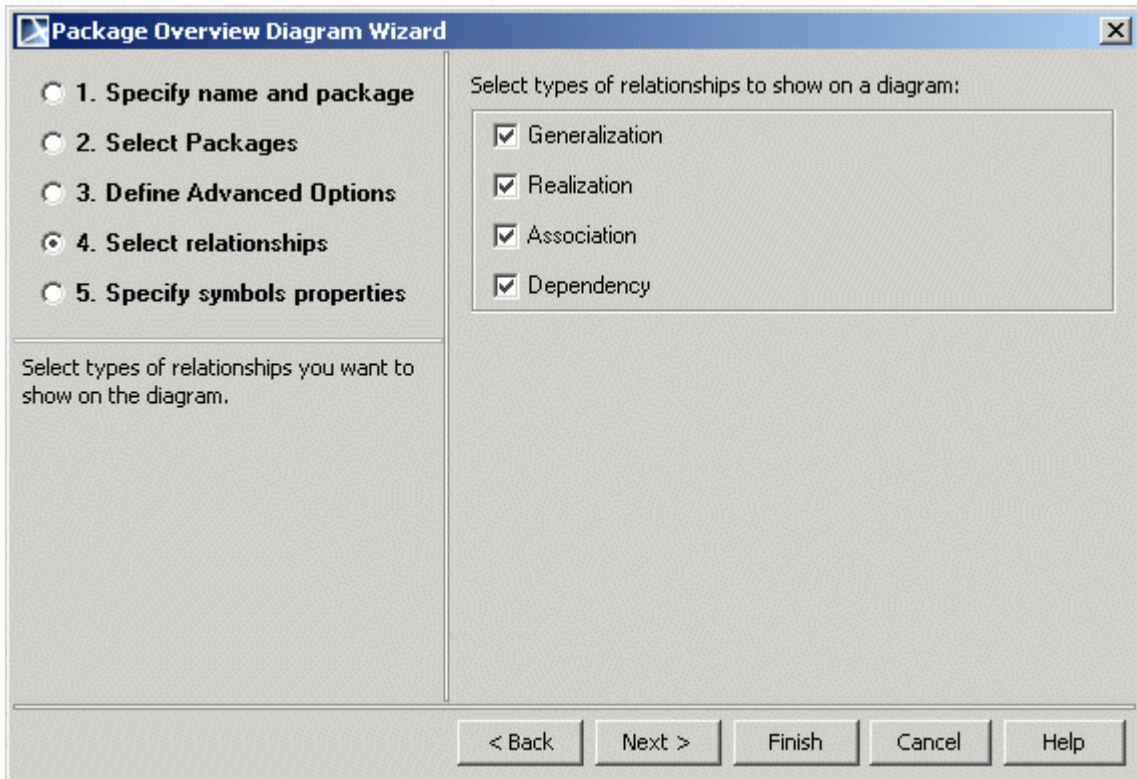 Package Overview Diagram Wizard
1. Specify name and package
2. Select Packages
3. Define Advanced Options
4. Select relationships
5. Specify symbols properties
Select types of relationships you want to
show on the diagram.
Select types of relationships to show on a diagram:
Generalization
Realization
Association
Dependency
< Back
Next >
Finish
Cancel
Help